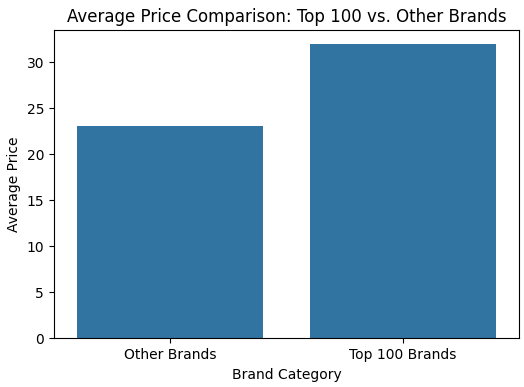 Average Price Comparison: Top 100 vs. Other Brands
Average Price
30
25
20
15
10
5
0
Other Brands Top 100 Brands
Brand Category